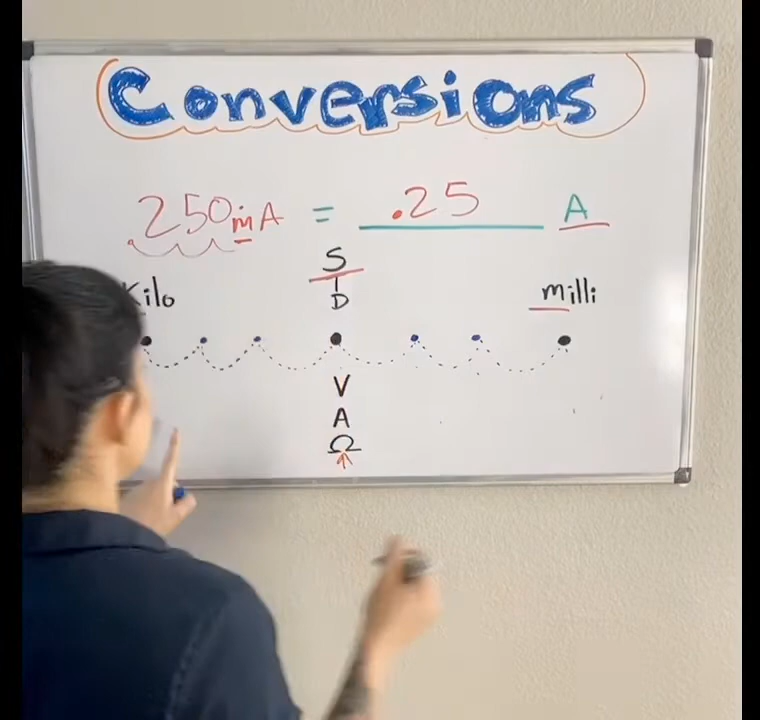 Conversions
250mA = .25 A
S
T
D
Kilo milli
V
A
Ω